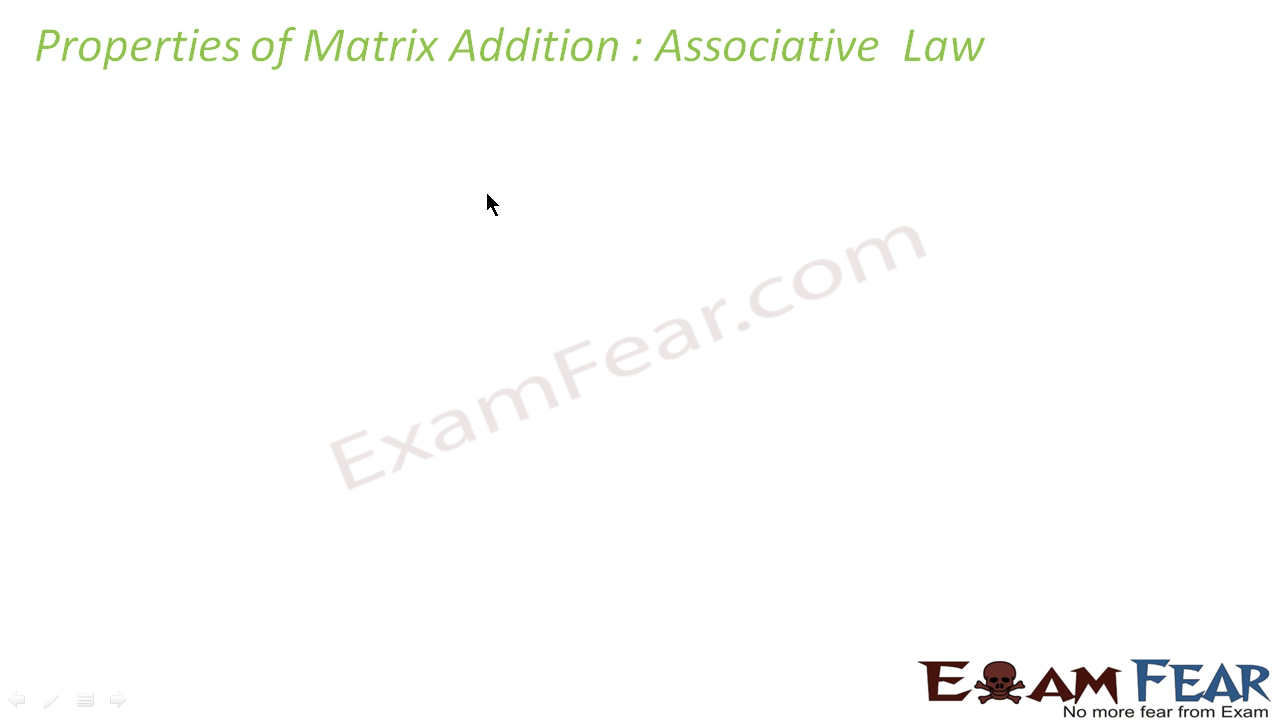 Properties of Matrix Addition : Associative Law
ExamFear.com
EXAM FEAR
No more fear from Exam